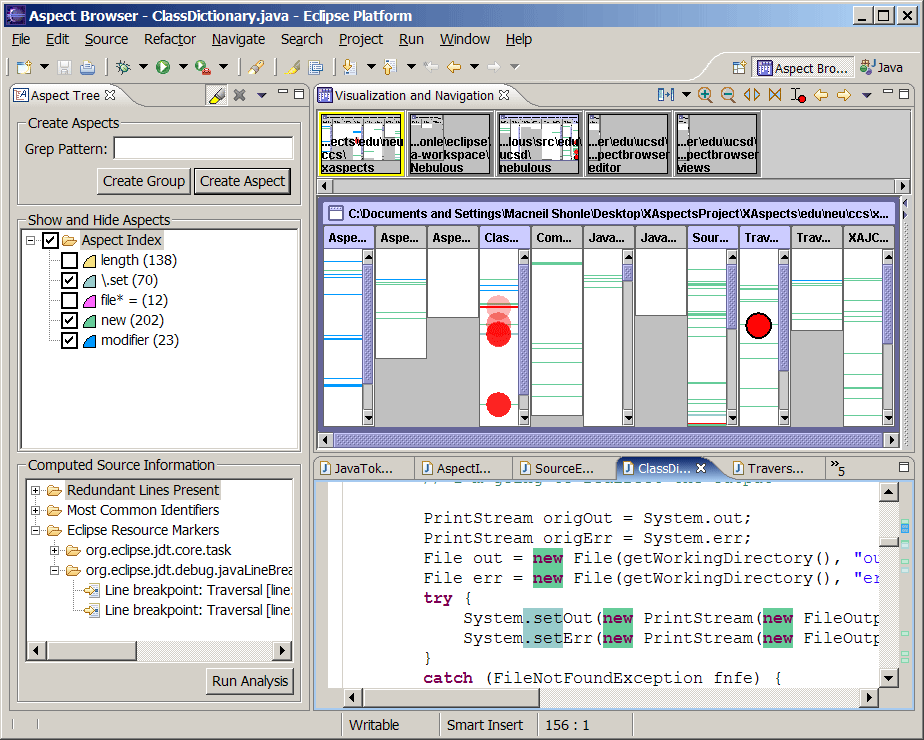 Aspect Browser - ClassDictionary.java - Eclipse Platform
File Edit Source Refactor Navigate Search Project Run Window Help
Aspect Bro... Java
Aspect Tree
Create Aspects
Grep Pattern:
Create Group Create Aspect
Show and Hide Aspects
Aspect Index
length (138)
\.set (70)
file* = (12)
new (202)
modifier (23)
Computed Source Information
Redundant Lines Present
Most Common Identifiers
Eclipse Resource Markers
org.eclipse.jdt.core.task
org.eclipse.jdt.debug.javaLineBrea
Line breakpoint: Traversal [line:
Line breakpoint: Traversal [line:
Run Analysis
Visualization and Navigation
...ects\edu\neu\
ccs\
xaspects
...onle\eclipse\
a-workspace\
Nebulous
...lous\src\edu\
ucsd\
nebulous
...er\edu\ucsd\
...pectbrowser\
editor
...er\edu\ucsd\
...pectbrowser\
views
C:\Documents and Settings\Macneil Shonle\Desktop\XAspectsProject\XAspects\edu\neu\ccs\x...
Aspe... Aspe... Aspe... Clas... Com... Java... Java... Sour... Trav... Trav... XAJC...
JavaTok... AspectI... SourceE... ClassDi... Travers... »5
PrintStream origOut = System.out;
PrintStream origErr = System.err;
File out = new File(getWorkingDirectory(), "ou
File err = new File(getWorkingDirectory(), "er
try {
System.setOut(new PrintStream(new FileOutp
System.setErr(new PrintStream(new FileOutp
}
catch (FileNotFoundException fnfe) {
Writable Smart Insert 156 : 1